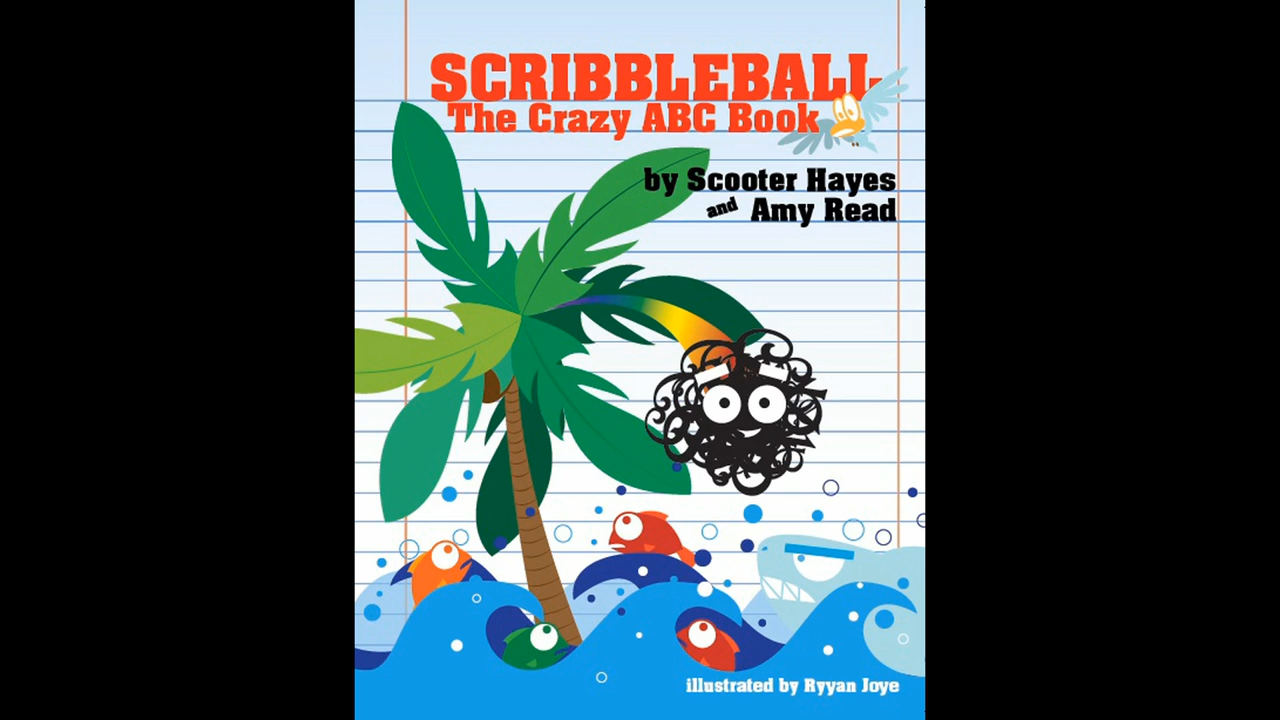 SCRIBBLEBALL
The Crazy ABC Book
by Scooter Hayes
and Amy Read
illustrated by Ryyan Joye